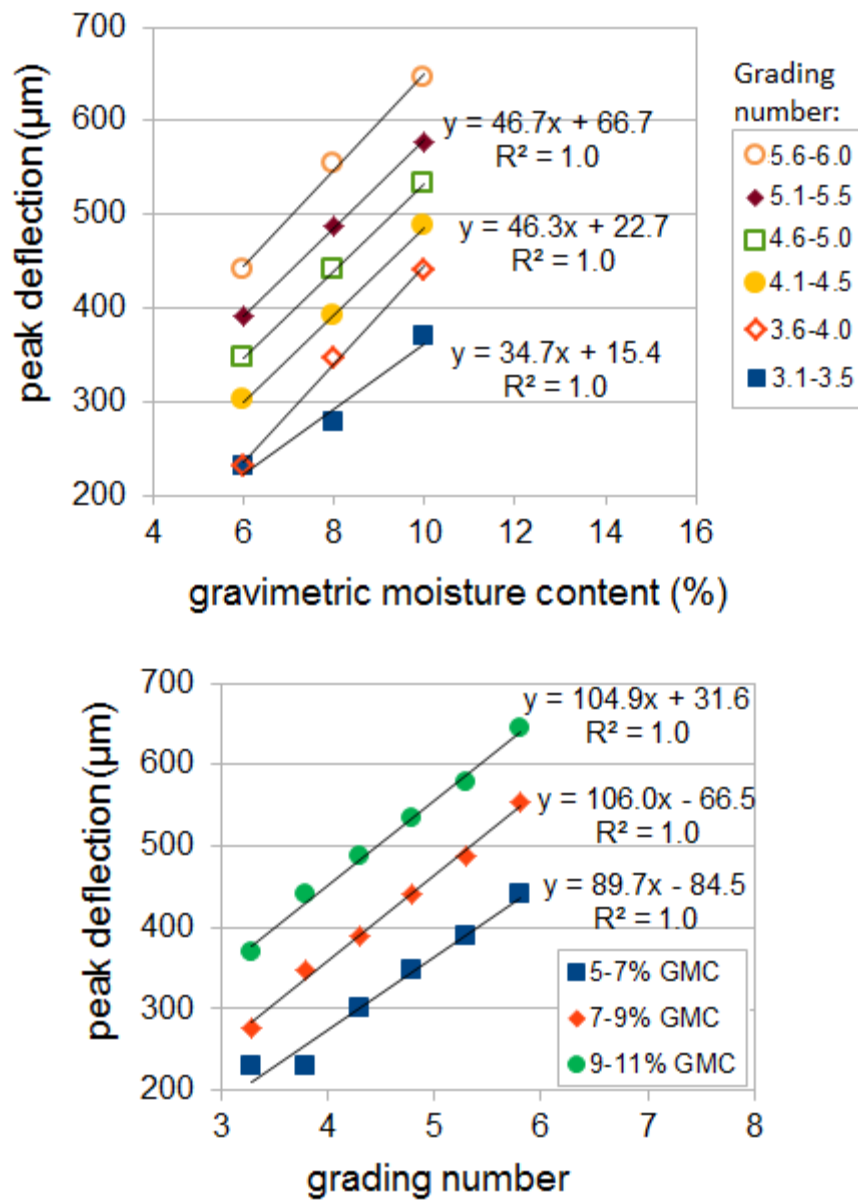 700
600
500
400
300
200
peak deflection (µm)
y = 46.7x + 66.7
R² = 1.0
y = 46.3x + 22.7
R² = 1.0
y = 34.7x + 15.4
R² = 1.0
4 6 8 10 12 14 16
gravimetric moisture content (%)
Grading
number:
5.6-6.0
5.1-5.5
4.6-5.0
4.1-4.5
3.6-4.0
3.1-3.5
700
600
500
400
300
200
peak deflection (µm)
y = 104.9x + 31.6
R² = 1.0
y = 106.0x - 66.5
R² = 1.0
y = 89.7x - 84.5
R² = 1.0
5-7% GMC
7-9% GMC
9-11% GMC
3 4 5 6 7 8
grading number